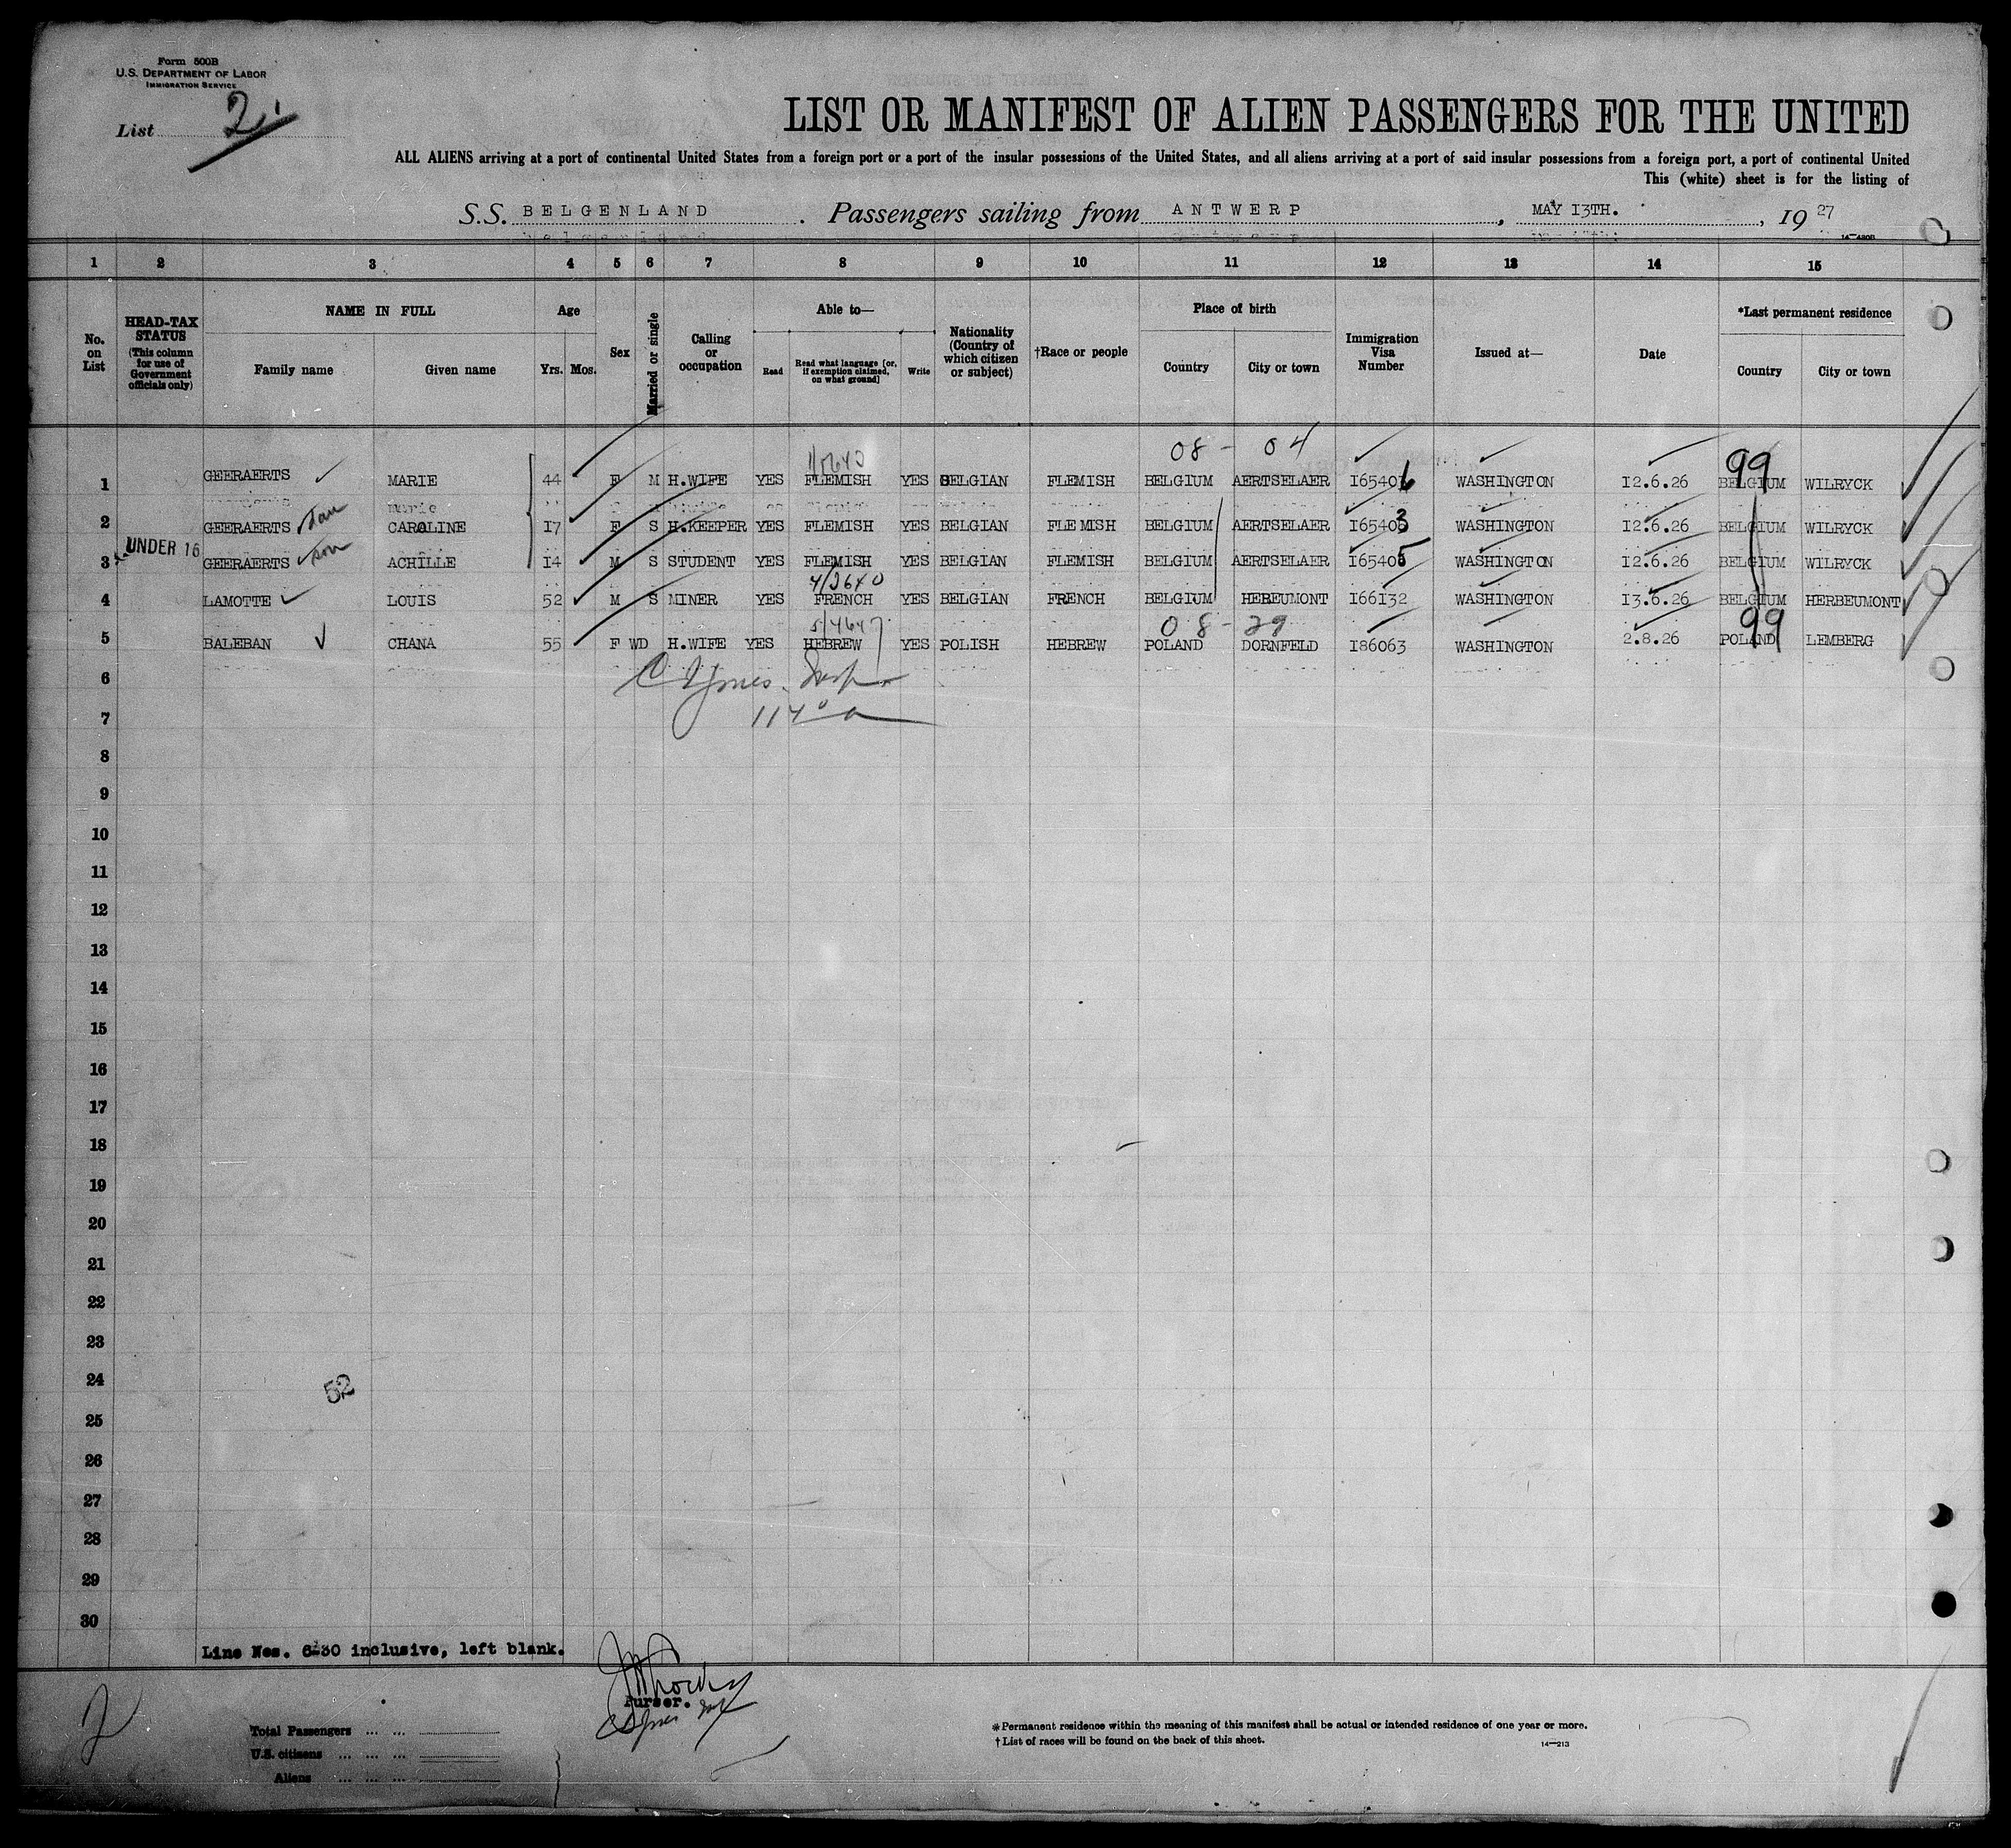 Form 500B
U.S. DEPARTMENT OF LABOR
IMMIGRATION SERVICE
List 2
LIST OR MANIFEST OF ALIEN PASSENGERS FOR THE UNITED
ALL ALIENS arriving at a port of continental United States from a foreign port or a port of the insular possessions of the United States, and all aliens arriving at a port of said insular possessions from a foreign port, a port of continental United
This (white) sheet is for the listing of
S.S. BELGENLAND. Passengers sailing from ANTWERP, MAY 13TH., 1927
1 2 3 4 5 6 7 8 9 10 11 12 13 14 15
No. on List
HEAD-TAX STATUS (This column for use of Government officials only)
NAME IN FULL
Family name Given name
Age
Yrs. Mos.
Sex
Married or single
Calling or occupation
Able to—
Read Read what language [or, if exemption claimed, on what ground] Write
Nationality (Country of which citizen or subject)
†Race or people
Place of birth
Country City or town
Immigration Visa Number
Issued at—
Date
*Last permanent residence
Country City or town
08 - 04 99
1 GEERAERTS MARIE 44 F M H.WIFE YES FLEMISH YES BELGIAN FLEMISH BELGIUM AERTSELAER I65406 WASHINGTON I2.6.26 BELGIUM WILRYCK
2 GEERAERTS CAROLINE I7 F S H.KEEPER YES FLEMISH YES BELGIAN FLEMISH BELGIUM AERTSELAER I65403 WASHINGTON I2.6.26 BELGIUM WILRYCK
UNDER 16
3 GEERAERTS son ACHILLE I4 M S STUDENT YES FLEMISH YES BELGIAN FLEMISH BELGIUM AERTSELAER I65405 WASHINGTON I2.6.26 BELGIUM WILRYCK
4/2640
4 LAMOTTE LOUIS 52 M S MINER YES FRENCH YES BELGIAN FRENCH BELGIUM HEREUMONT I66I32 WASHINGTON I3.6.26 BELGIUM HERBEUMONT
5/4647 08 - 29 99
5 BALEBAN CHANA 55 F WD H.WIFE YES HEBREW YES POLISH HEBREW POLAND DORNFELD I86063 WASHINGTON 2.8.26 POLAND LEMBERG
6
7
8
9
10
11
12
13
14
15
16
17
18
19
20
21
22
23
24
52
25
26
27
28
29
30
Line Nos. 6-30 inclusive, left blank.
Purser.
2
Total Passengers ... ...
U.S. citizens ... ... ...
Aliens ... ... ...
*Permanent residence within the meaning of this manifest shall be actual or intended residence of one year or more.
†List of races will be found on the back of this sheet.
14—213